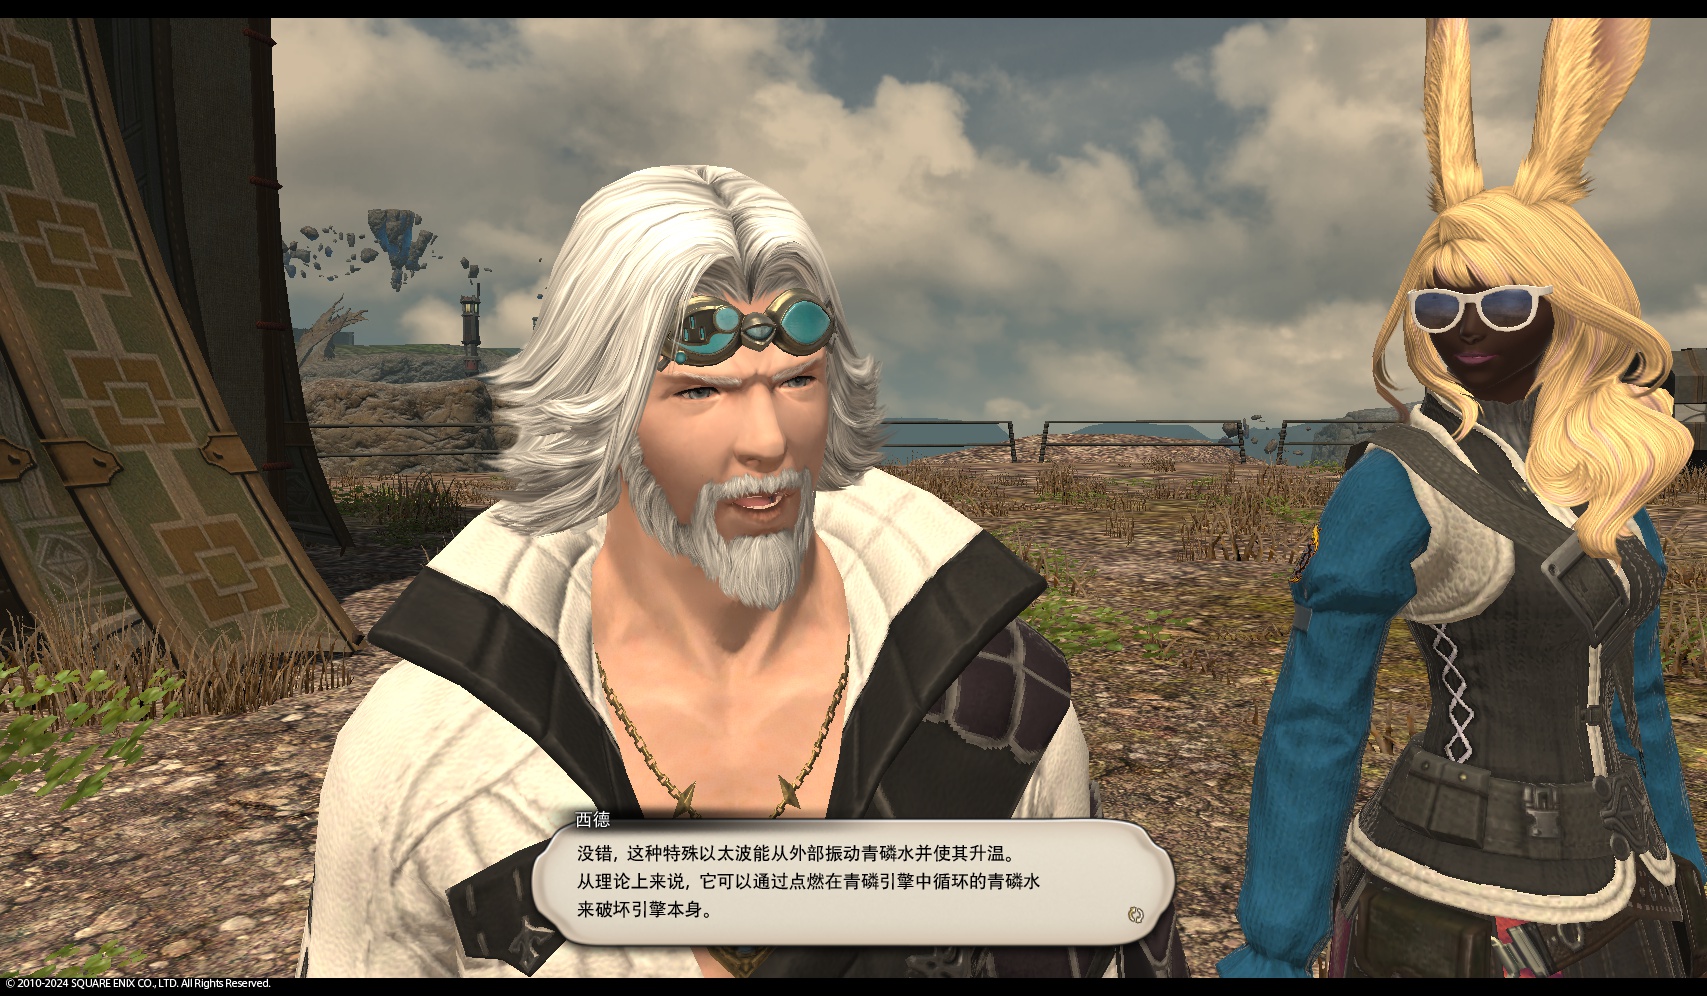 西德
没错，这种特殊以太波能从外部振动青磷水并使其升温。
从理论上来说，它可以通过点燃在青磷引擎中循环的青磷水
来破坏引擎本身。
© 2010-2024 SQUARE ENIX CO., LTD. All Rights Reserved.